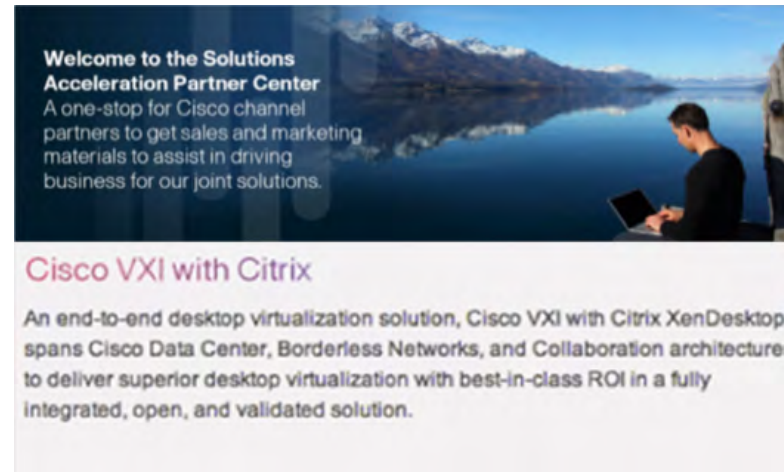 Welcome to the Solutions
Acceleration Partner Center
A one-stop for Cisco channel
partners to get sales and marketing
materials to assist in driving
business for our joint solutions.
Cisco VXI with Citrix
An end-to-end desktop virtualization solution, Cisco VXI with Citrix XenDesktop
spans Cisco Data Center, Borderless Networks, and Collaboration architecture
to deliver superior desktop virtualization with best-in-class ROI in a fully
integrated, open, and validated solution.